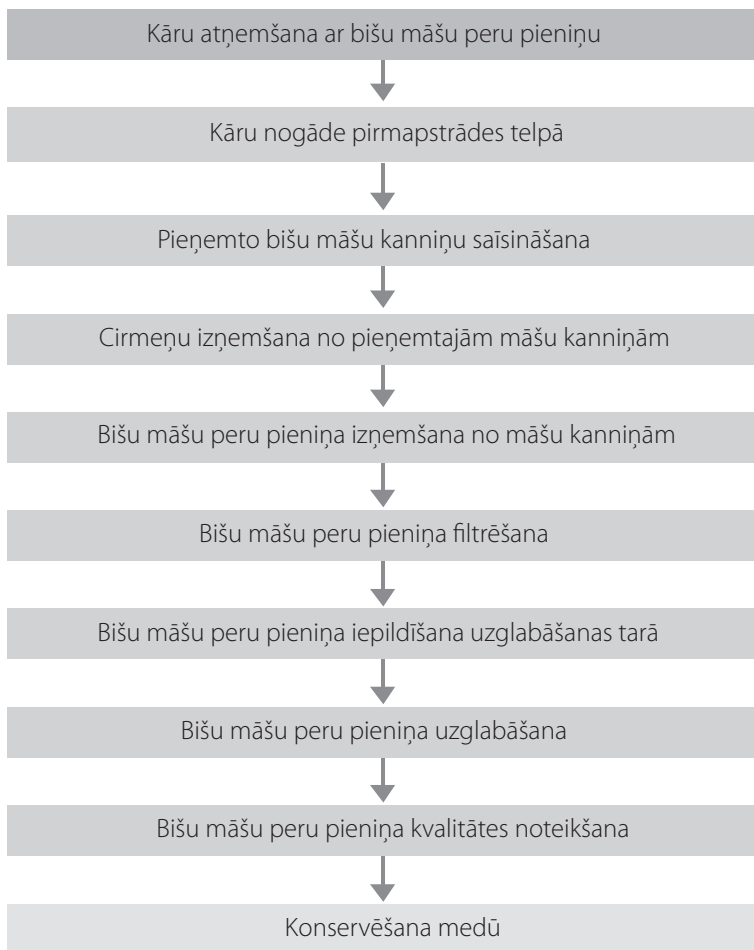 Kāru atņemšana ar bišu māšu peru pieniņu
Kāru nogāde pirmapstrādes telpā
Pieņemto bišu māšu kanniņu saīsināšana
Cirmeņu izņemšana no pieņemtajām māšu kanniņām
Bišu māšu peru pieniņa izņemšana no māšu kanniņām
Bišu māšu peru pieniņa filtrēšana
Bišu māšu peru pieniņa iepildīšana uzglabāšanas tarā
Bišu māšu peru pieniņa uzglabāšana
Bišu māšu peru pieniņa kvalitātes noteikšana
Konservēšana medū